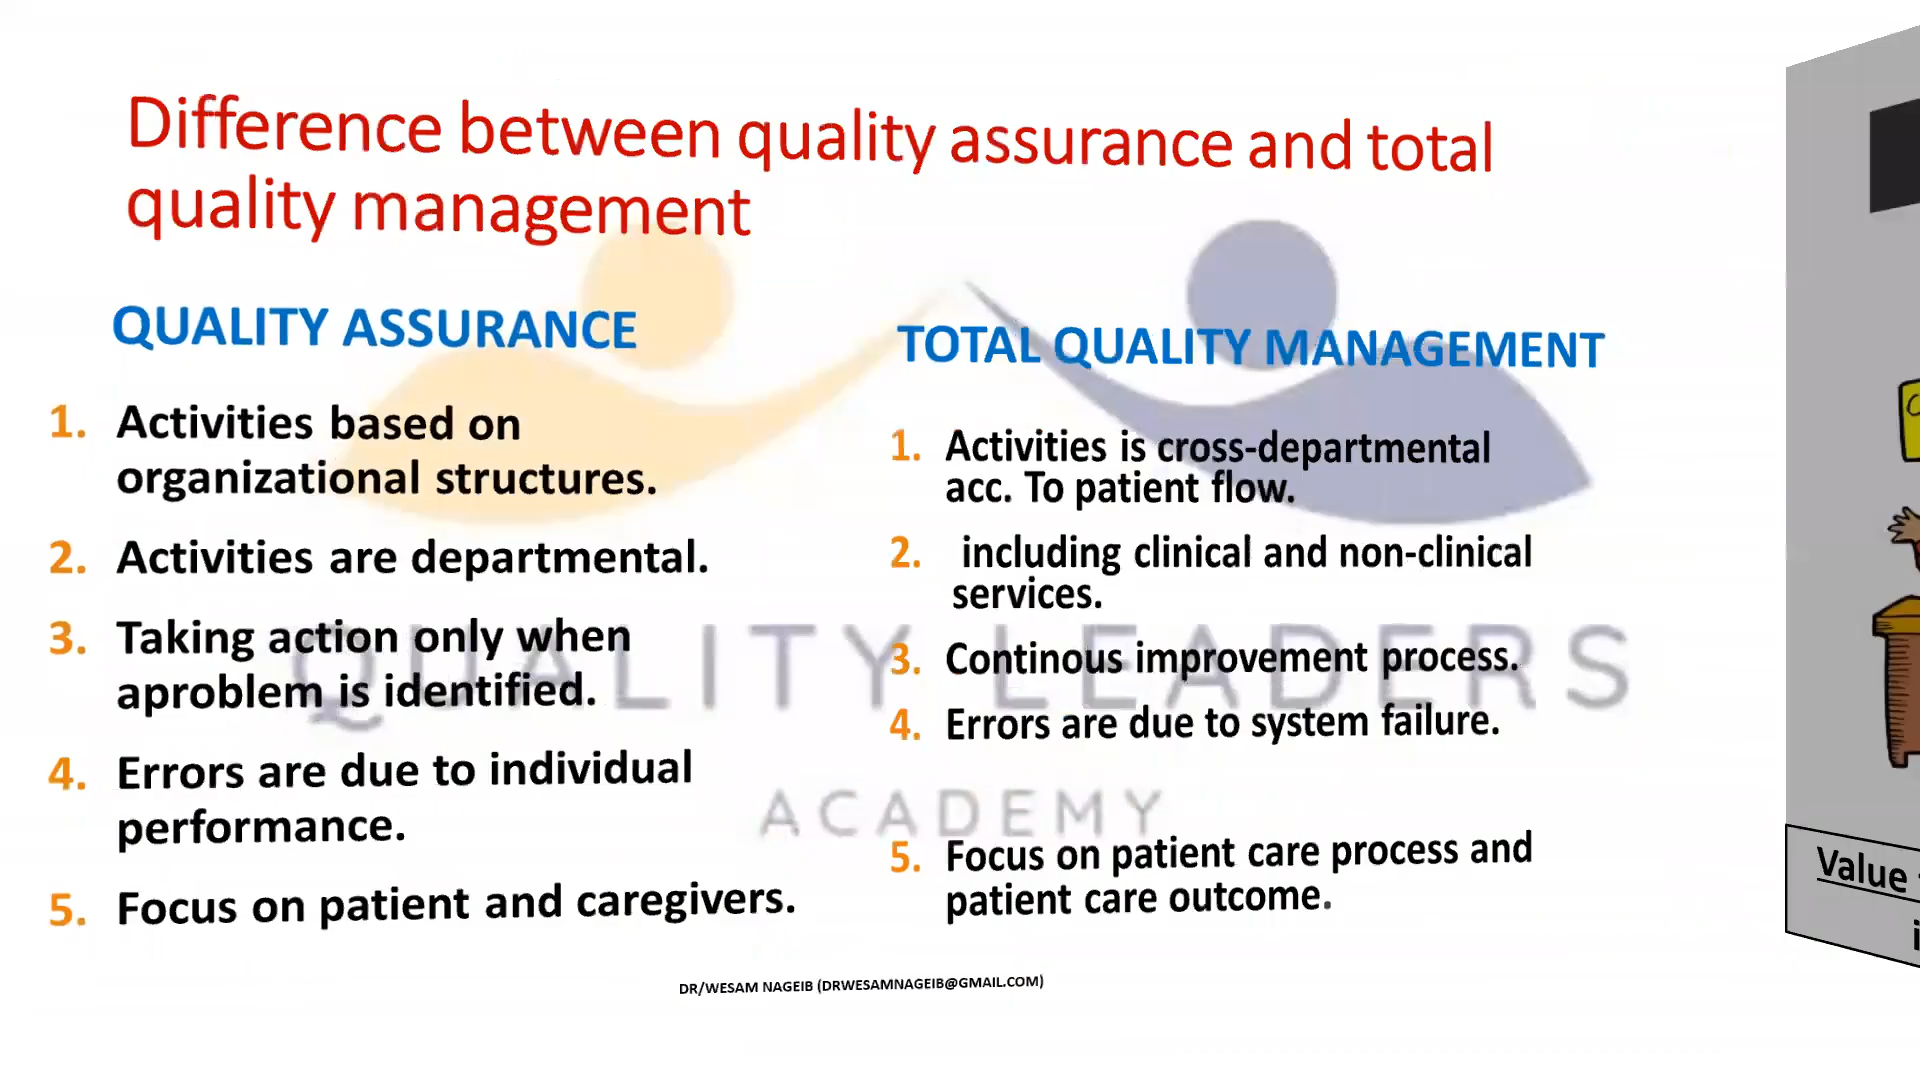 Difference between quality assurance and total
quality management
QUALITY ASSURANCE
1. Activities based on
organizational structures.
2. Activities are departmental.
3. Taking action only when
aproblem is identified.
4. Errors are due to individual
performance.
5. Focus on patient and caregivers.
TOTAL QUALITY MANAGEMENT
1. Activities is cross-departmental
acc. To patient flow.
2. including clinical and non-clinical
services.
3. Continous improvement process.
4. Errors are due to system failure.
5. Focus on patient care process and
patient care outcome.
QUALITY LEADERS
ACADEMY
DR/WESAM NAGEIB (DRWESAMNAGEIB@GMAIL.COM)
Value